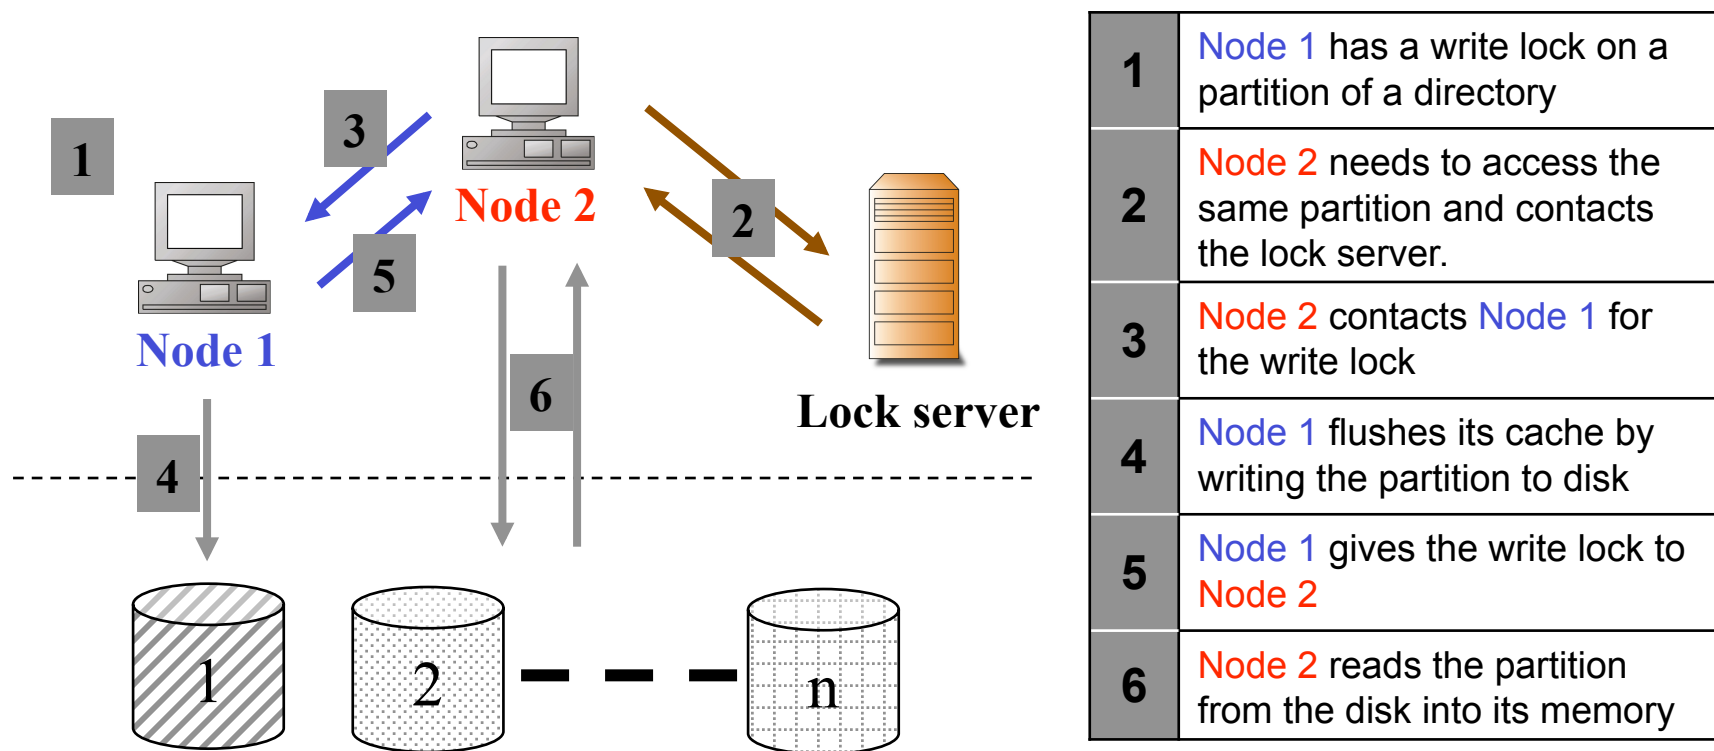 1
3
Node 2
2
5
Node 1
6
Lock server
4
1
2
n
1
Node 1 has a write lock on a
partition of a directory
2
Node 2 needs to access the
same partition and contacts
the lock server.
3
Node 2 contacts Node 1 for
the write lock
4
Node 1 flushes its cache by
writing the partition to disk
5
Node 1 gives the write lock to
Node 2
6
Node 2 reads the partition
from the disk into its memory